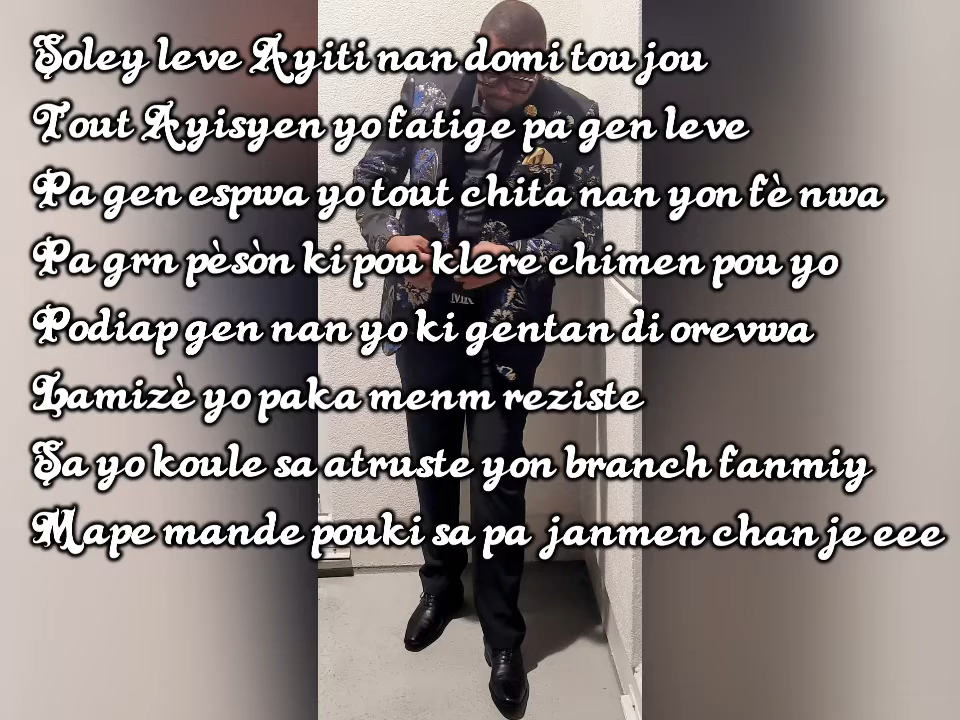 Soley leve Ayiti nan domi tou jou
Tout Ayisyen yo fatige pa gen leve
Pa gen espwa yo tout chita nan yon fè nwa
Pa grn pèsòn ki pou klere chimen pou yo
Podiap gen nan yo ki gentan di orevwa
Lamizè yo paka menm reziste
Sa yo koule sa atruste yon branch fanmiy
Mape mande pouki sa pa janmen chan je eee